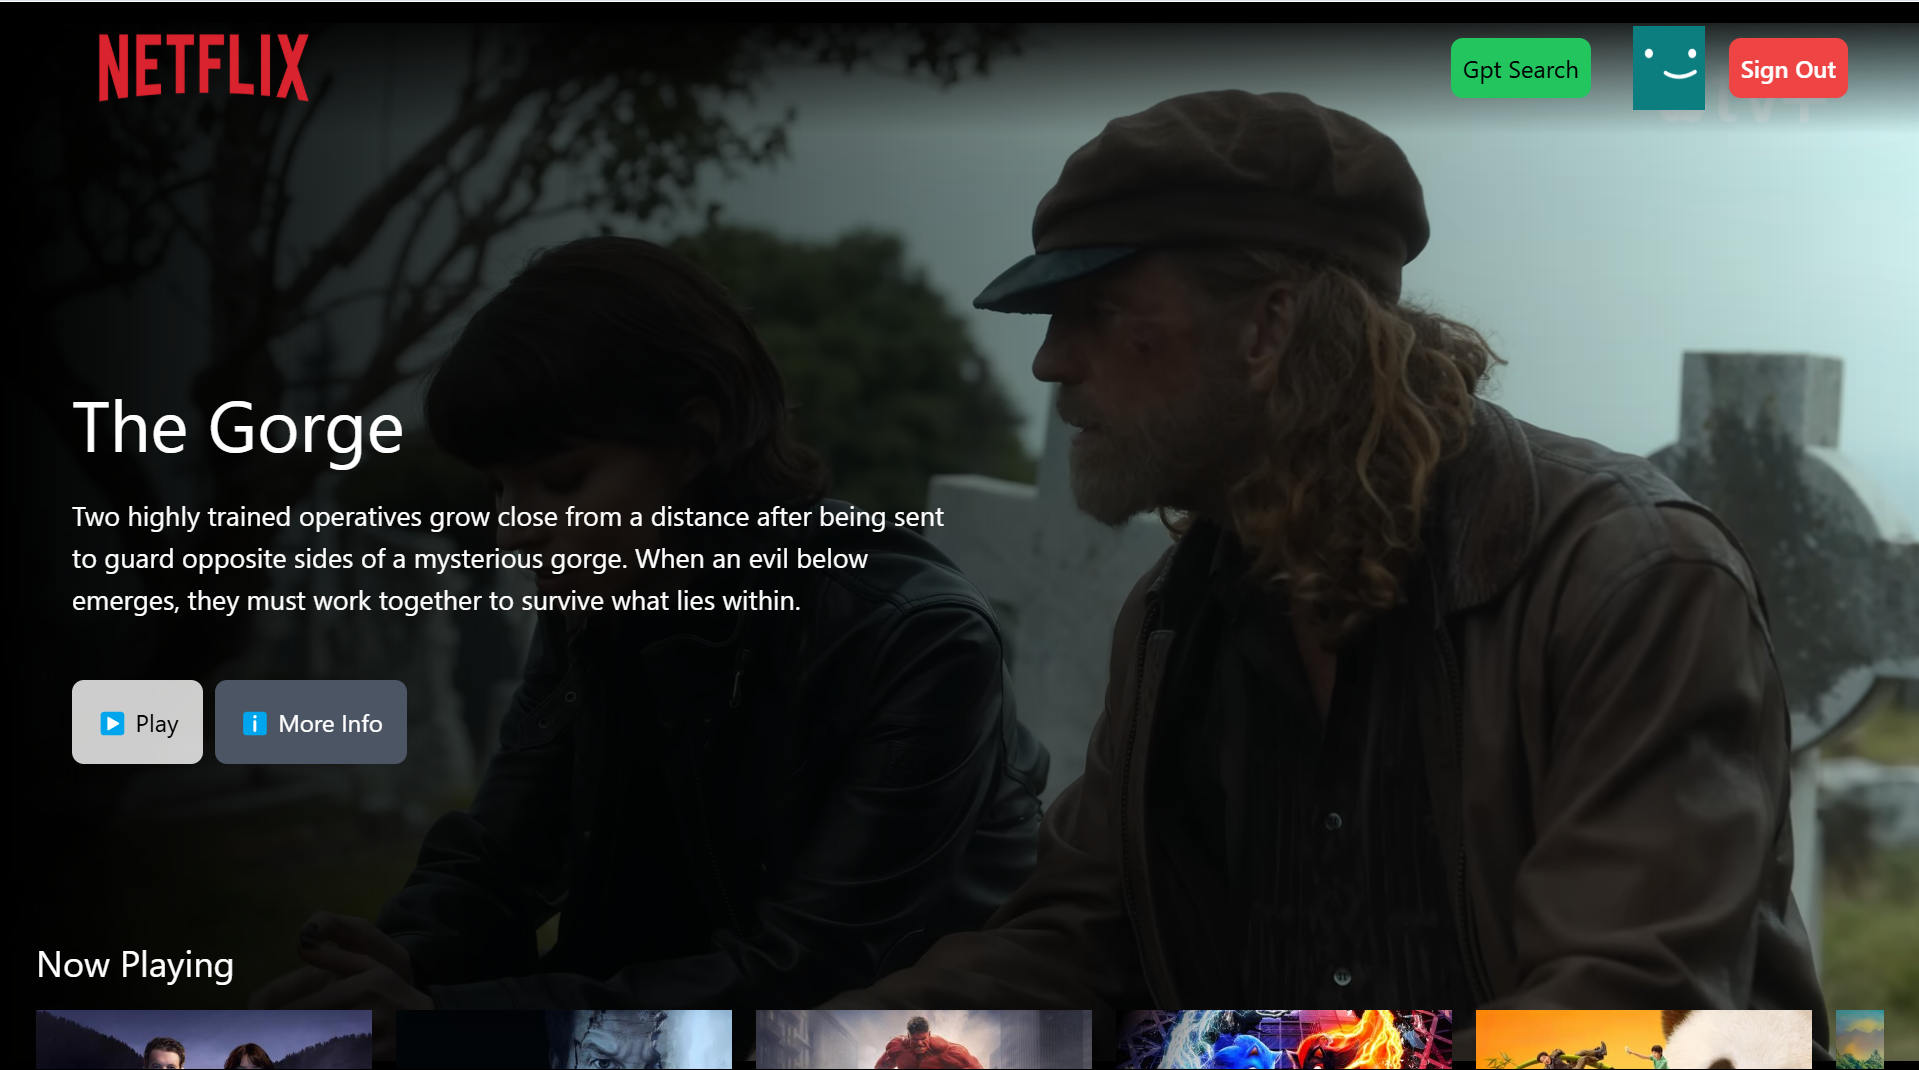 NETFLIX
Gpt Search
Sign Out
The Gorge
Two highly trained operatives grow close from a distance after being sent
to guard opposite sides of a mysterious gorge. When an evil below
emerges, they must work together to survive what lies within.
Play
More Info
Now Playing